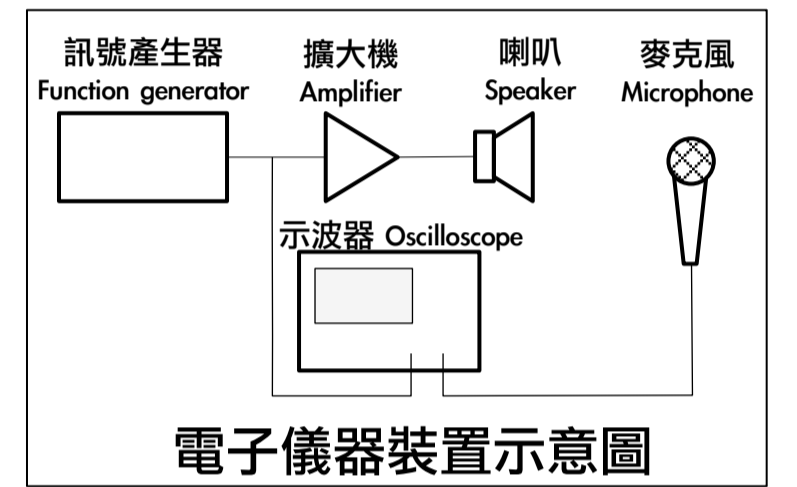 訊號產生器
Function generator
擴大機
Amplifier
喇叭
Speaker
麥克風
Microphone
示波器 Oscilloscope
電子儀器裝置示意圖